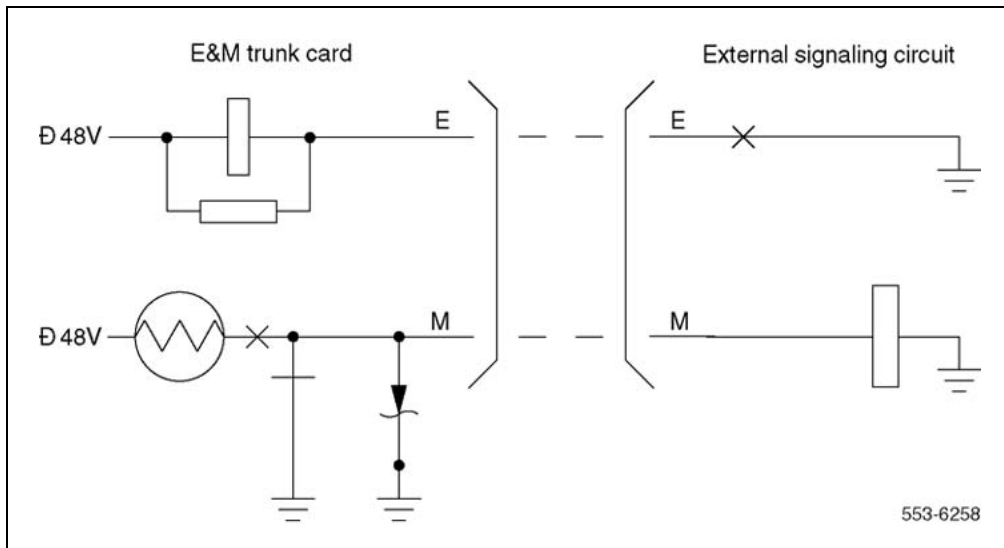 E&M trunk card
External signaling circuit
Đ 48V
E
E
Đ 48V
M
M
553-6258